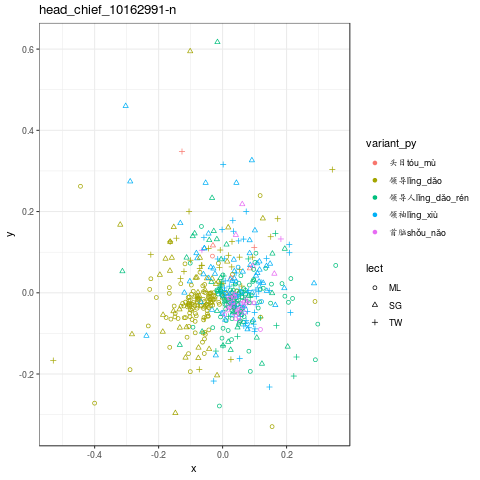 head_chief_10162991-n
0.6
0.4
0.2
0.0
-0.2
y
-0.4
-0.2
0.0
0.2
x
variant_py
头目tóu_mù
领导lǐng_dǎo
领导人lǐng_dǎo_rén
领袖lǐng_xiù
首脑shǒu_nǎo
lect
ML
SG
TW